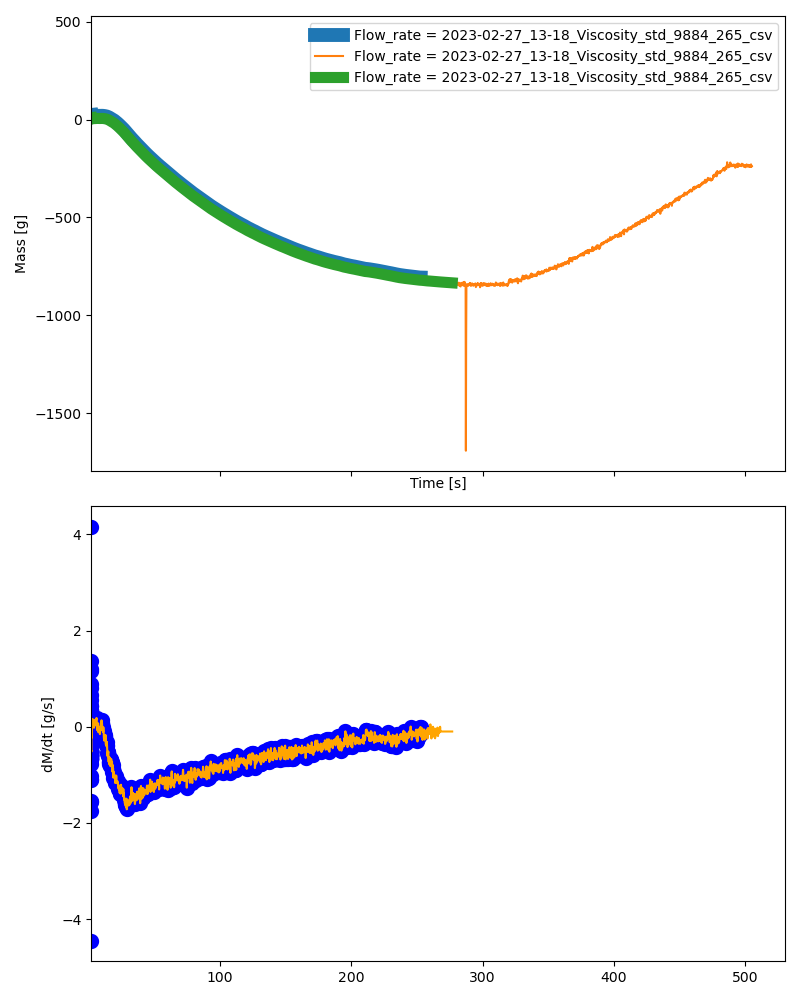 500
0
−500
−1000
−1500
Mass [g]
Flow_rate = 2023-02-27_13-18_Viscosity_std_9884_265_csv
Flow_rate = 2023-02-27_13-18_Viscosity_std_9884_265_csv
Flow_rate = 2023-02-27_13-18_Viscosity_std_9884_265_csv
Time [s]
4
2
0
−2
−4
dM/dt [g/s]
100
200
300
400
500